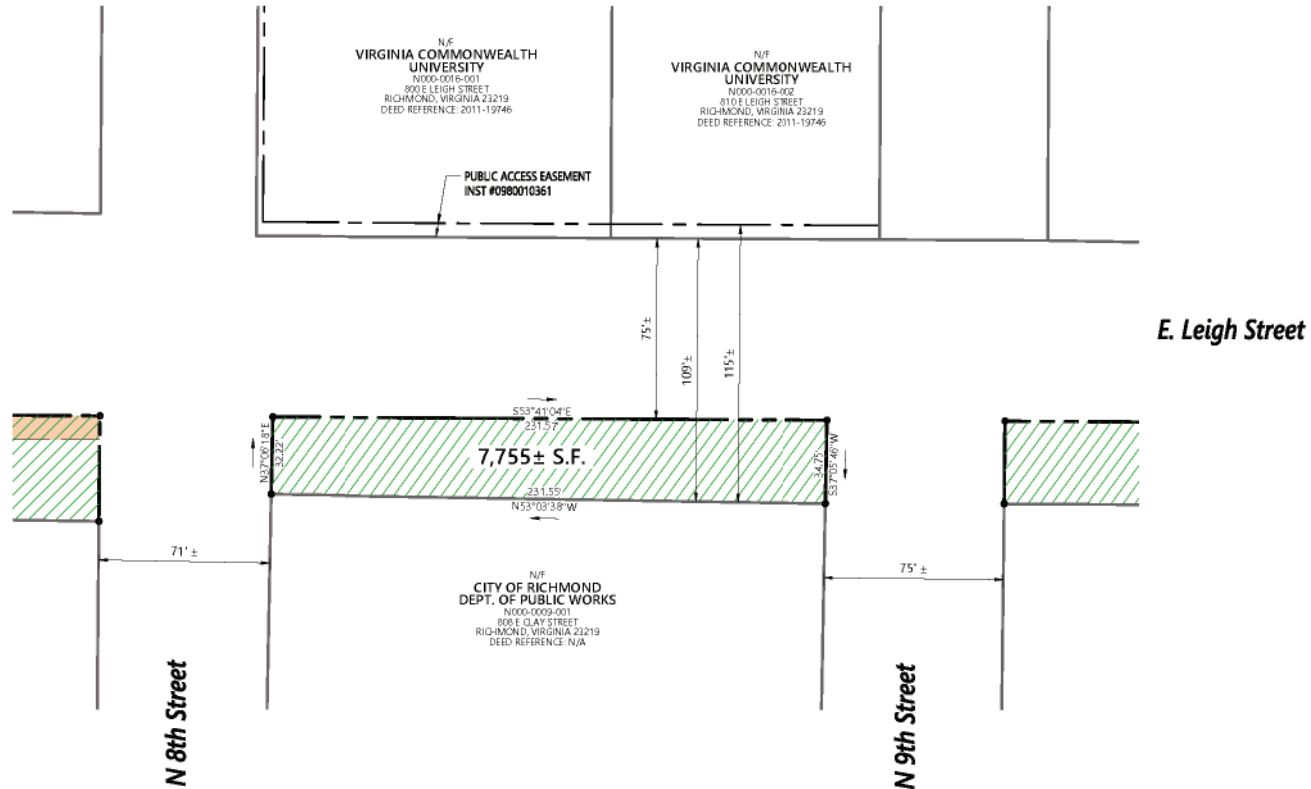 N/F
VIRGINIA COMMONWEALTH
UNIVERSITY
N000-0016-001
800 E LEIGH STREET
RICHMOND, VIRGINIA 23219
DEED REFERENCE: 2011-19746
N/F
VIRGINIA COMMONWEALTH
UNIVERSITY
N000-0016-002
810 E LEIGH STREET
RICHMOND, VIRGINIA 23219
DEED REFERENCE: 2011-19746
PUBLIC ACCESS EASEMENT
INST #0980010361
75'±
109'±
115'±
E. Leigh Street
S53°41'04"E
231.57'
N37°06'18"E
32.22'
7,755± S.F.
34.75'
S37°05'46"W
231.55'
N53°03'38"W
71' ±
75' ±
N/F
CITY OF RICHMOND
DEPT. OF PUBLIC WORKS
N000-0009-001
808 E CLAY STREET
RICHMOND, VIRGINIA 23219
DEED REFERENCE: N/A
N 8th Street
N 9th Street